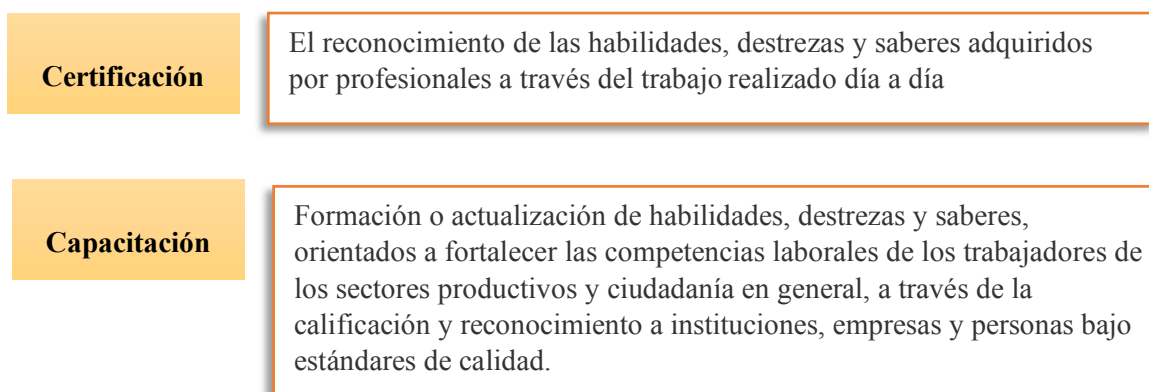 Certificación
El reconocimiento de las habilidades, destrezas y saberes adquiridos
por profesionales a través del trabajo realizado día a día
Capacitación
Formación o actualización de habilidades, destrezas y saberes,
orientados a fortalecer las competencias laborales de los trabajadores de
los sectores productivos y ciudadanía en general, a través de la
calificación y reconocimiento a instituciones, empresas y personas bajo
estándares de calidad.